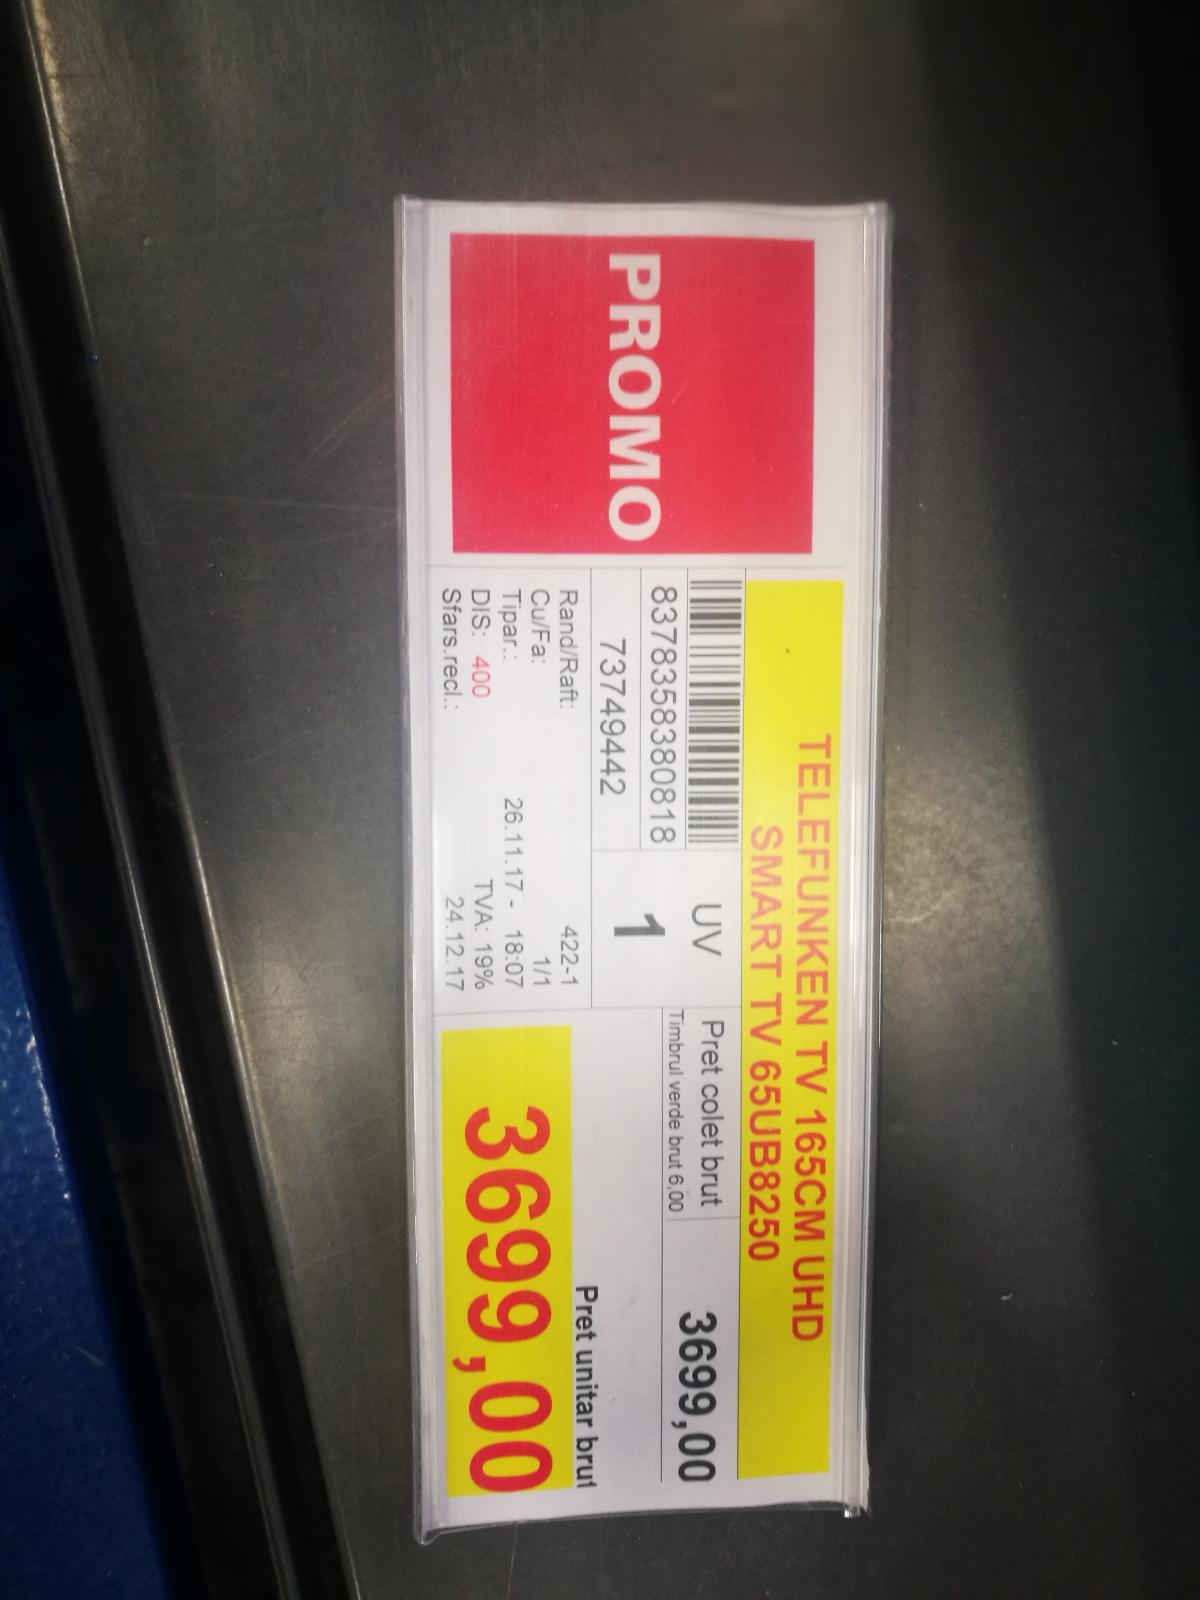 PROMO
TELEFUNKEN TV 165CM UHD
SMART TV 65UB8250
8378358380818
73749442
UV
1
Pret colet brut
3699,00
Timbrul verde brut 6,00
Rand/Raft: 422-1
Cu/Fa: 1/1
Tipar.: 26.11.17 - 18:07
DIS: 400 TVA: 19%
Sfars.recl.: 24.12.17
Pret unitar brut
3699,00